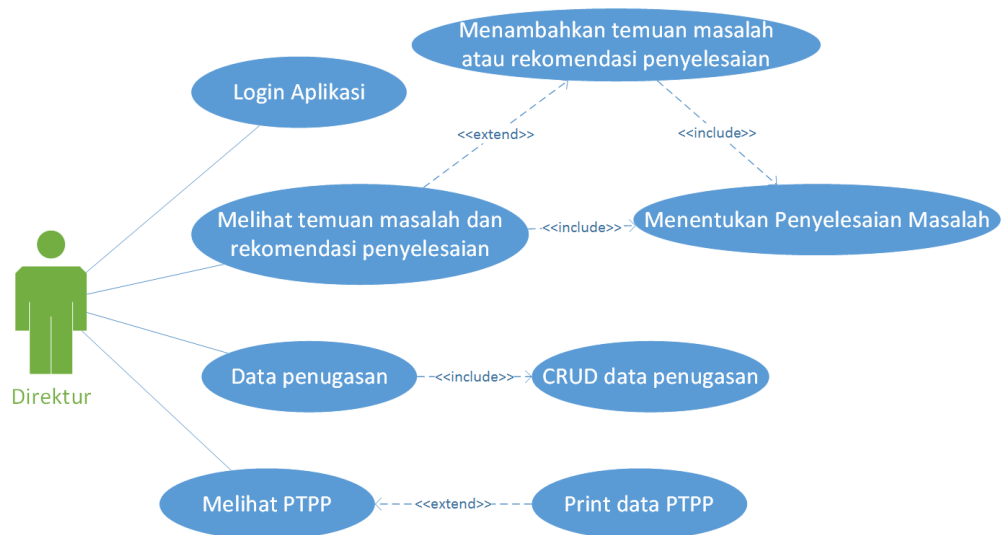 Menambahkan temuan masalah
atau rekomendasi penyelesaian
Login Aplikasi
<<extend>>
<<include>>
Melihat temuan masalah dan
rekomendasi penyelesaian
<<include>>
Menentukan Penyelesaian Masalah
Direktur
Data penugasan
<<include>>
CRUD data penugasan
Melihat PTPP
<<extend>>
Print data PTPP